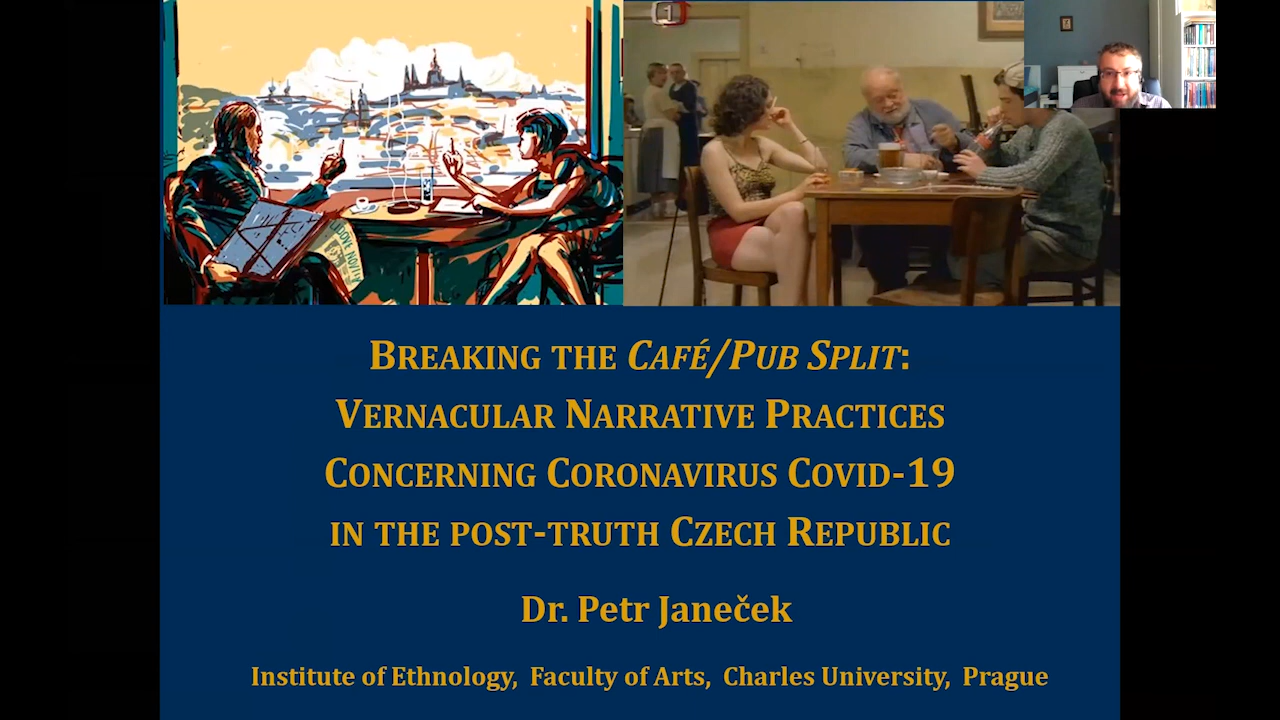 1
BREAKING THE CAFÉ/PUB SPLIT:
VERNACULAR NARRATIVE PRACTICES
CONCERNING CORONAVIRUS COVID-19
IN THE POST-TRUTH CZECH REPUBLIC
Dr. Petr Janeček
Institute of Ethnology, Faculty of Arts, Charles University, Prague